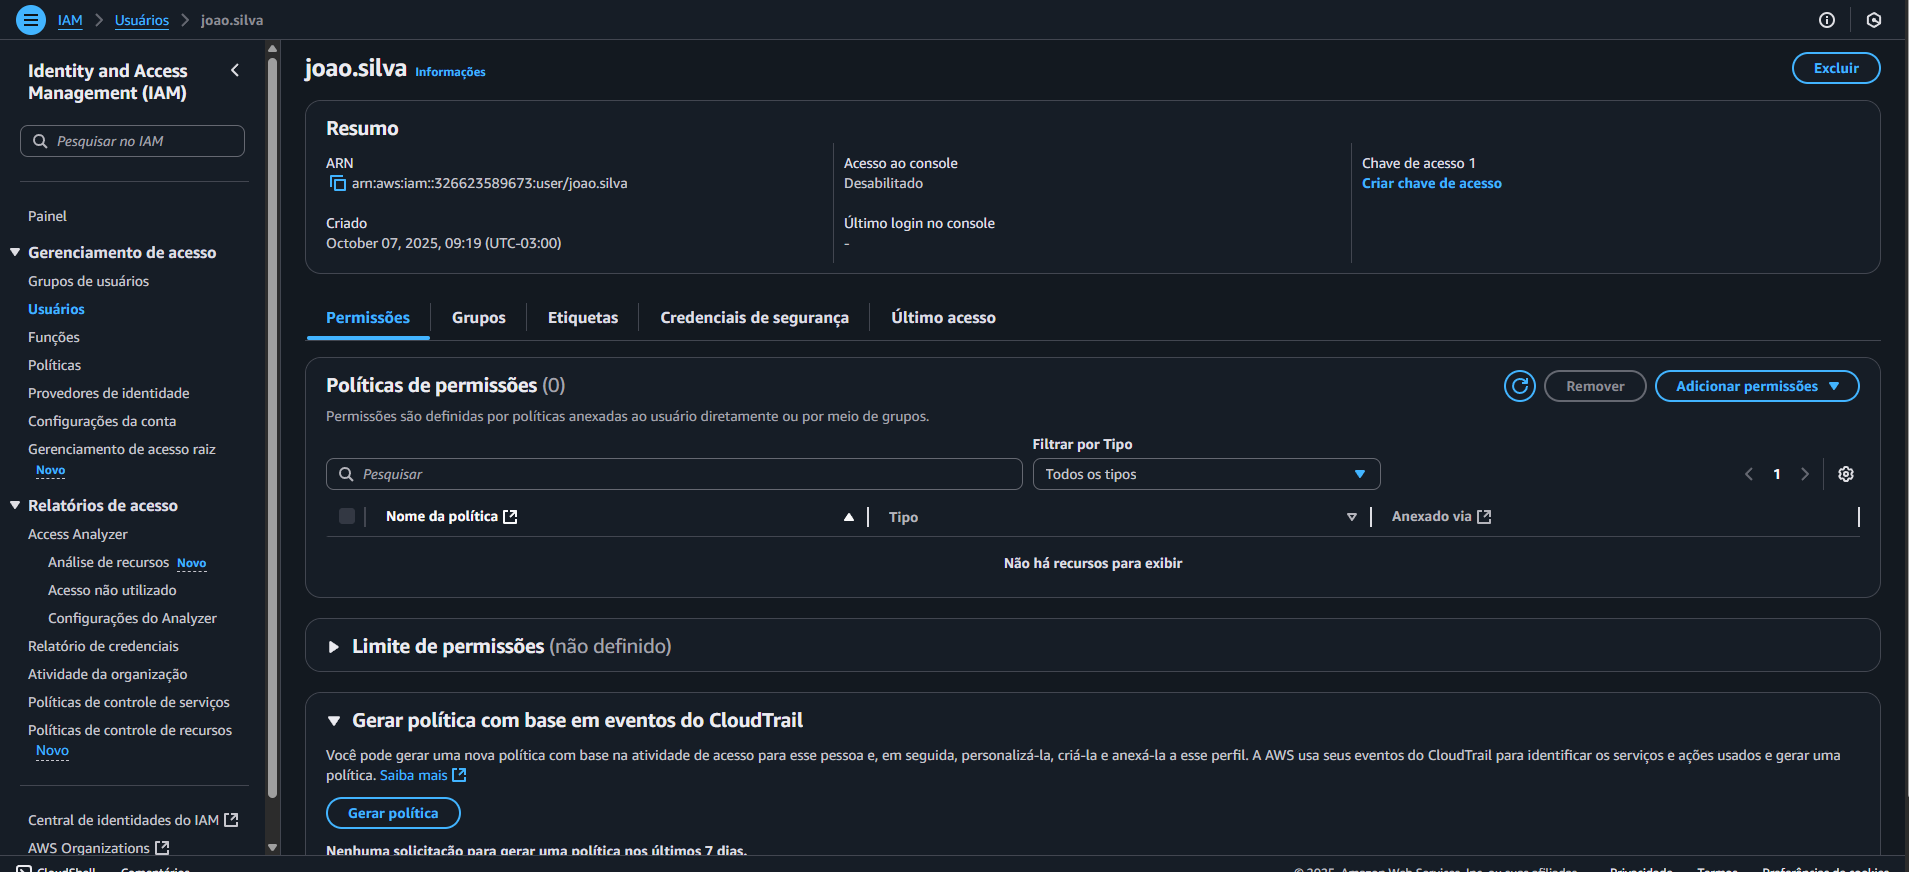 IAM > Usuários > joao.silva
Identity and Access
Management (IAM)
Pesquisar no IAM
Painel
Gerenciamento de acesso
Grupos de usuários
Usuários
Funções
Políticas
Provedores de identidade
Configurações da conta
Gerenciamento de acesso raiz
Novo
Relatórios de acesso
Access Analyzer
Análise de recursos Novo
Acesso não utilizado
Configurações do Analyzer
Relatório de credenciais
Atividade da organização
Políticas de controle de serviços
Políticas de controle de recursos
Novo
Central de identidades do IAM
AWS Organizations
joao.silva Informações
Excluir
Resumo
ARN
arn:aws:iam::326623589673:user/joao.silva
Criado
October 07, 2025, 09:19 (UTC-03:00)
Acesso ao console
Desabilitado
Último login no console
-
Chave de acesso 1
Criar chave de acesso
Permissões Grupos Etiquetas Credenciais de segurança Último acesso
Políticas de permissões (0)
Remover Adicionar permissões
Permissões são definidas por políticas anexadas ao usuário diretamente ou por meio de grupos.
Filtrar por Tipo
Pesquisar Todos os tipos 1
Nome da política Tipo Anexado via
Não há recursos para exibir
Limite de permissões (não definido)
Gerar política com base em eventos do CloudTrail
Você pode gerar uma nova política com base na atividade de acesso para esse pessoa e, em seguida, personalizá-la, criá-la e anexá-la a esse perfil. A AWS usa seus eventos do CloudTrail para identificar os serviços e ações usados e gerar uma
política. Saiba mais
Gerar política
Nenhuma solicitação para gerar uma política nos últimos 7 dias.
CloudShell Comentários © 2025, Amazon Web Services, Inc. ou suas afiliadas. Privacidade Termos Preferências de cookies